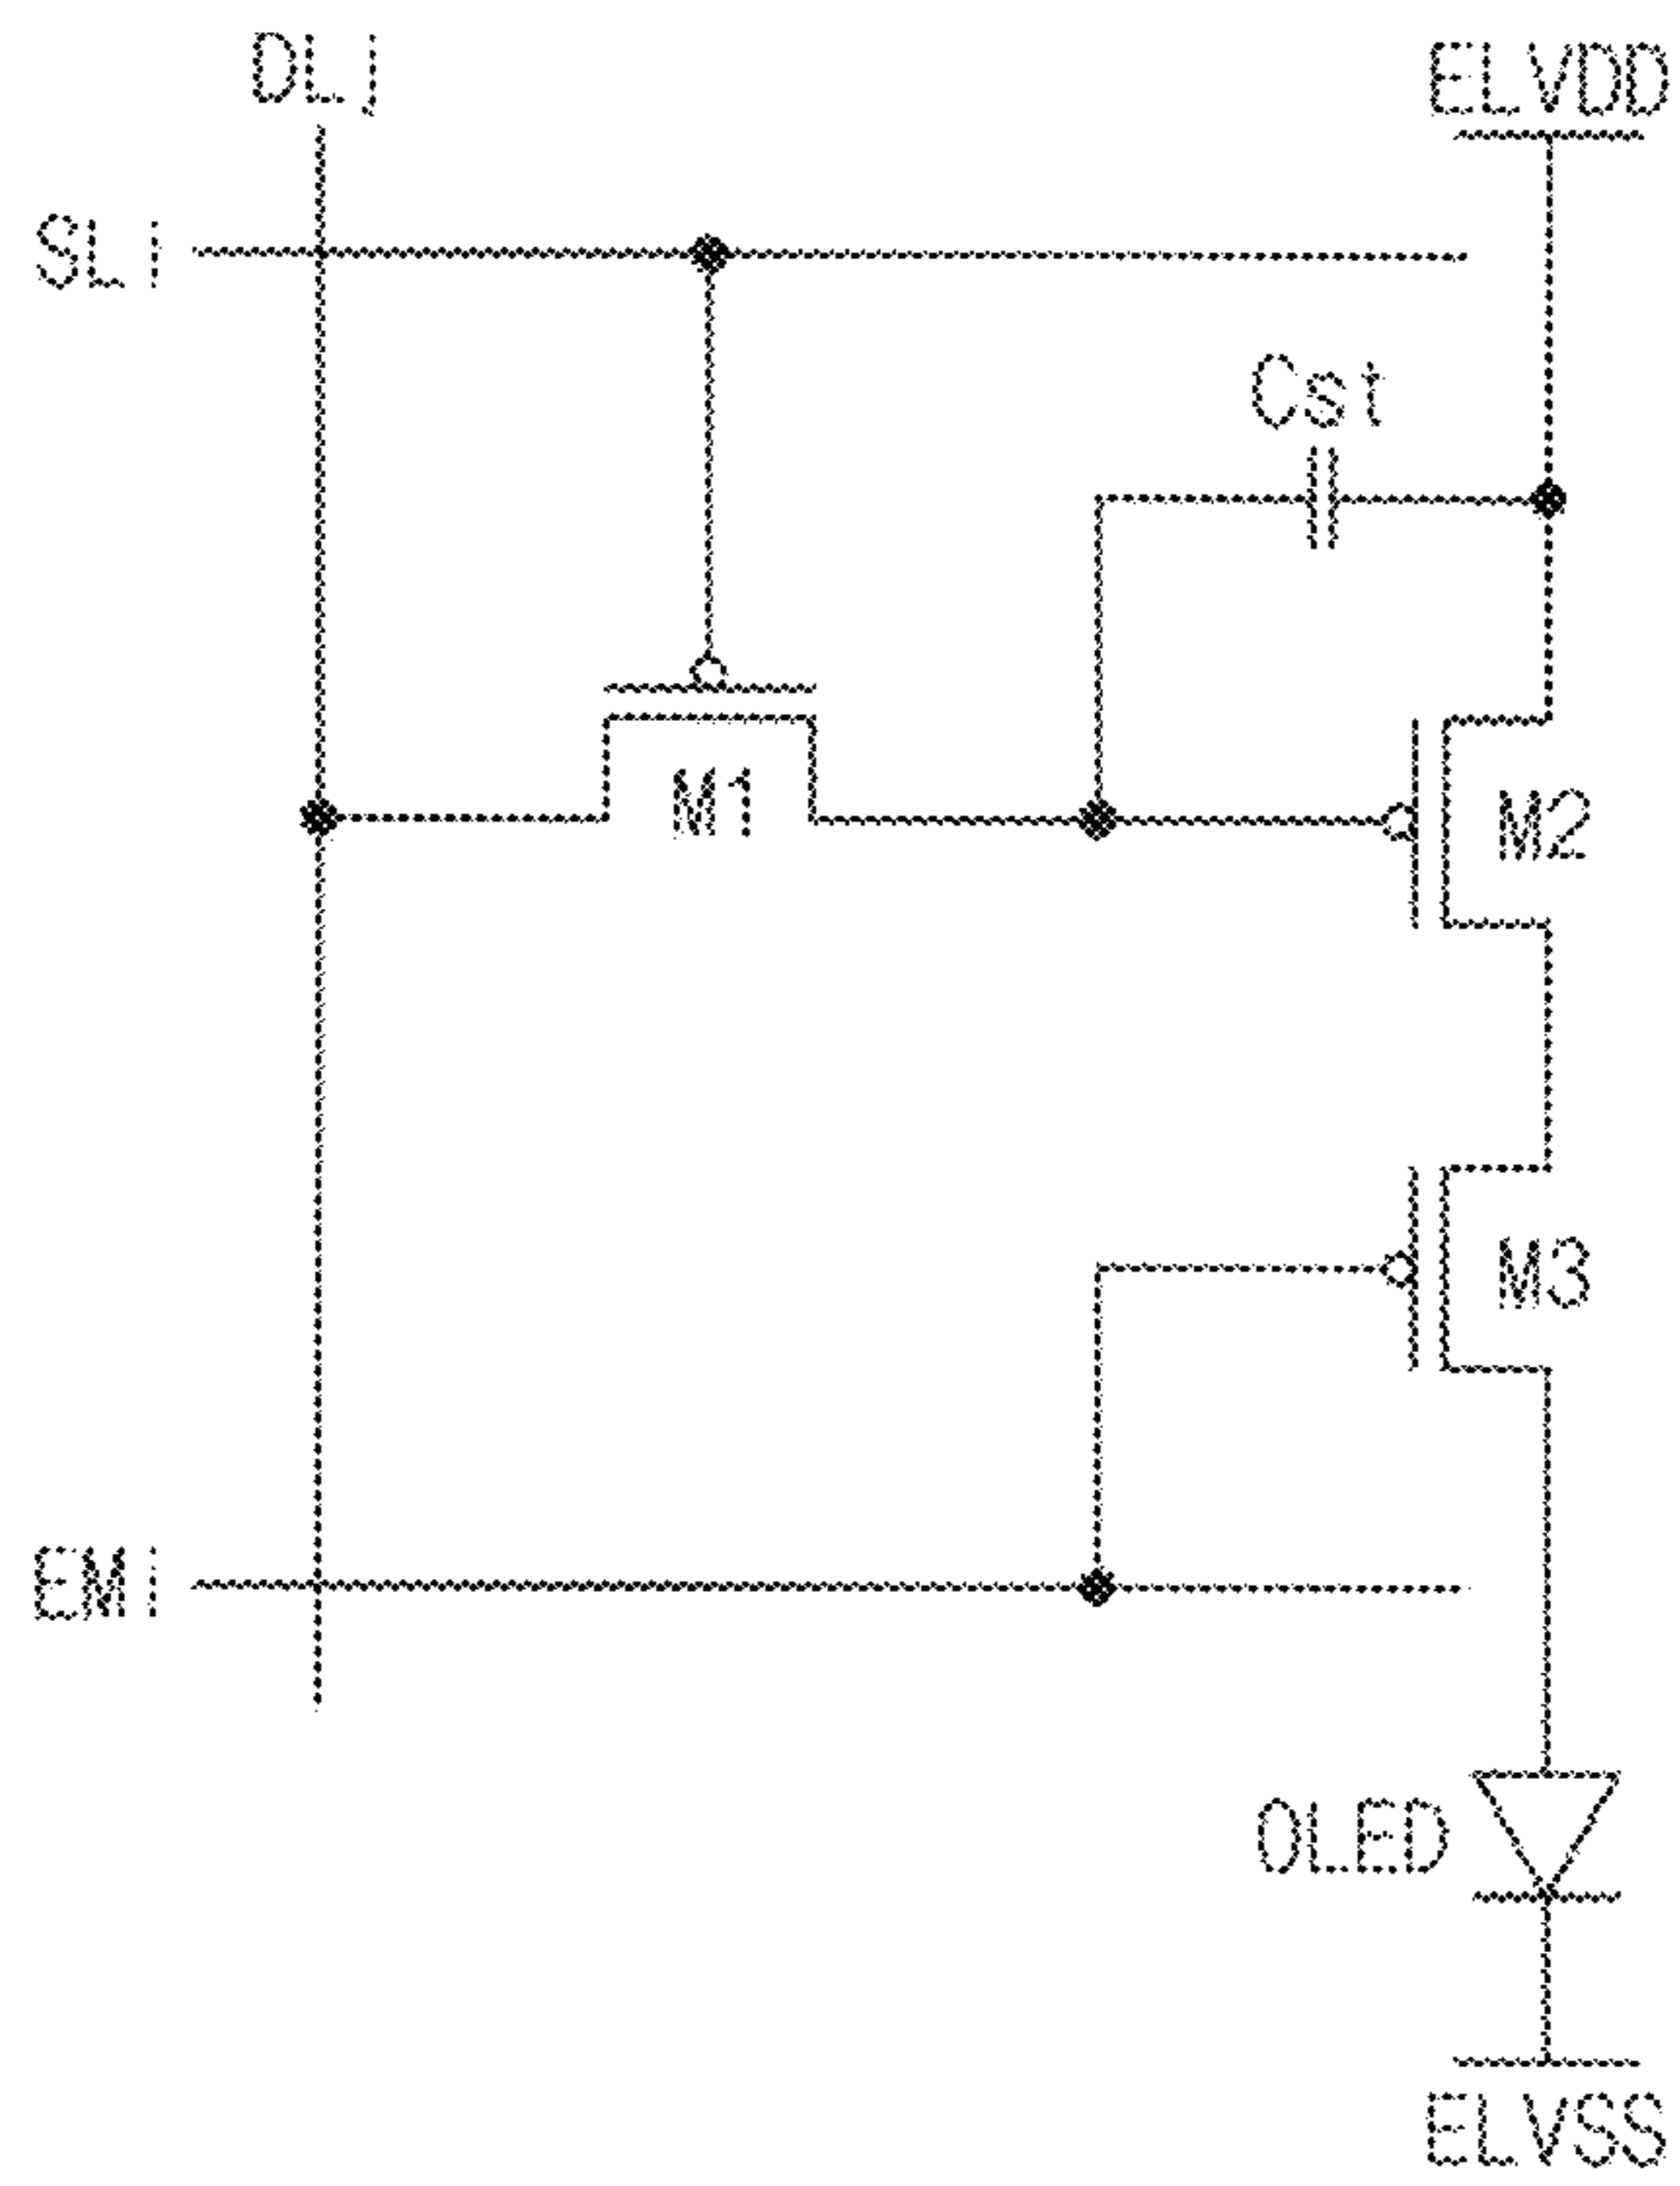 DLj
ELVDD
SLi
Cst
M1
M2
M3
EMi
OLED
ELVSS